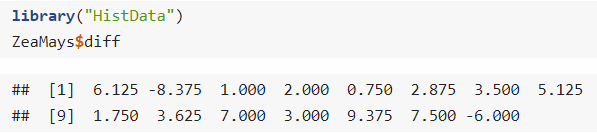 library("HistData")
ZeaMays$diff
## [1] 6.125 -8.375 1.000 2.000 0.750 2.875 3.500 5.125
## [9] 1.750 3.625 7.000 3.000 9.375 7.500 -6.000